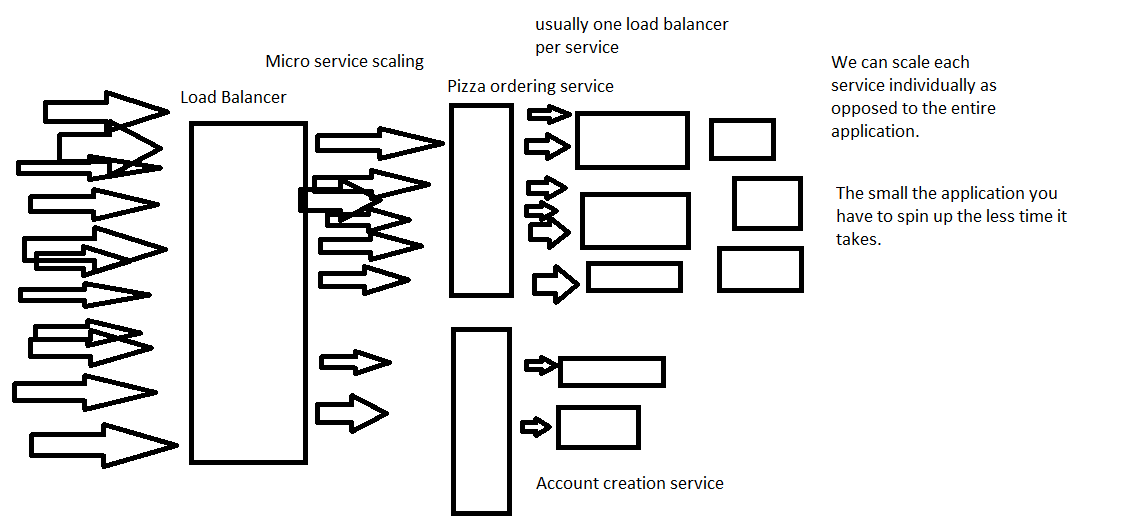 usually one load balancer
per service
Micro service scaling
Load Balancer
Pizza ordering service
We can scale each
service individually as
opposed to the entire
application.
The small the application you
have to spin up the less time it
takes.
Account creation service